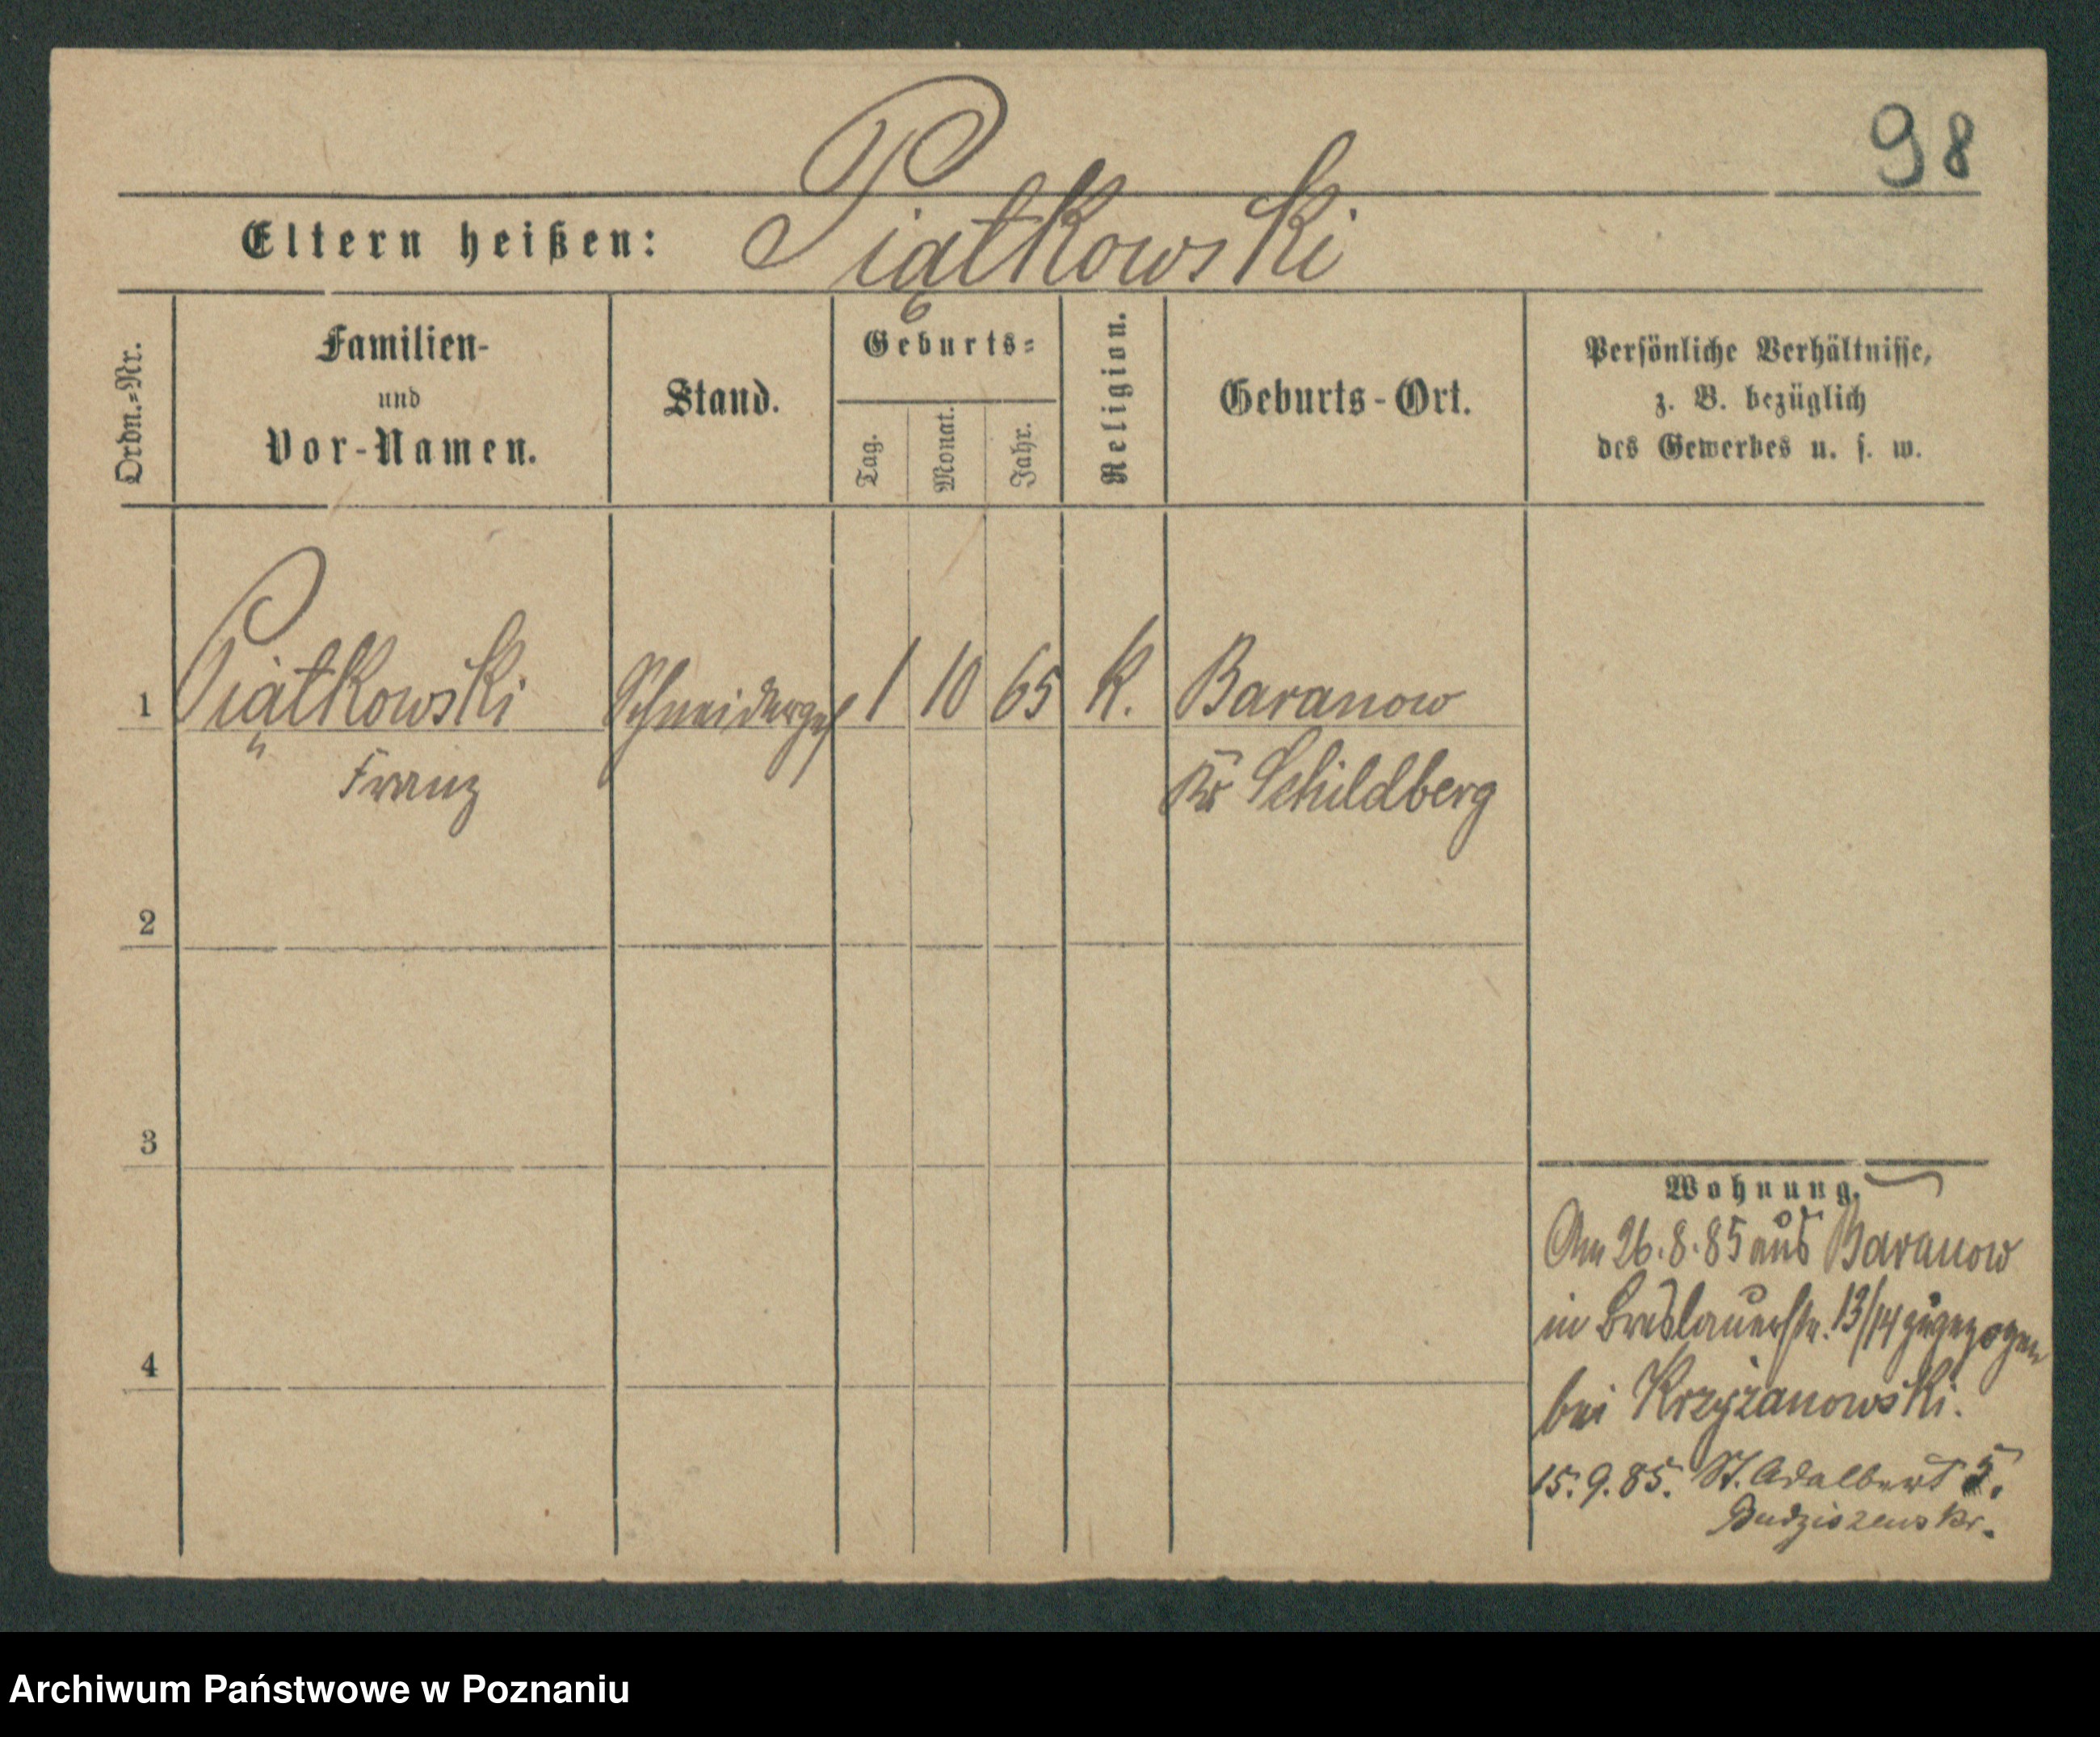 98
Piątkowski
Eltern heißen:
Ordn.-Nr.
Familien-
und
Vor-Namen.
Stand.
Geburts-
Tag.
Monat.
Jahr.
Religion.
Geburts-Ort.
Persönliche Verhältnisse,
z. B. bezüglich
des Gewerbes u. s. w.
1 Piątkowski Schneiderges 1 10 65 K. Baranow
Franz Kr Schildberg
2
3
4
Wohnung.
Am 26.8.85 aus Baranow
in Breslauerstr. 13/14 zugezogen
bei Krzyżanowski.
15.9.85. St. Adalbert 5.
Archiwum Państwowe w Poznaniu